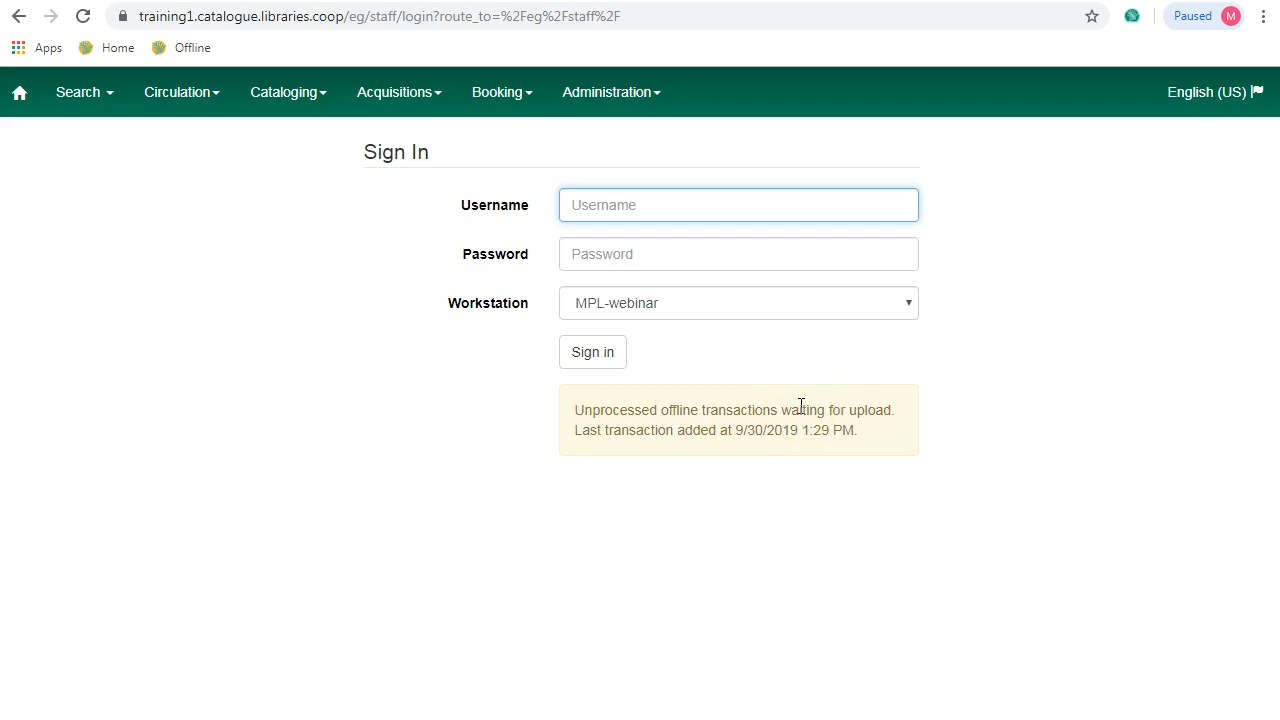 training1.catalogue.libraries.coop/eg/staff/login?route_to=%2Feg%2Fstaff%2F
Paused M
Apps Home Offline
Search Circulation Cataloging Acquisitions Booking Administration English (US)
Sign In
Username Username
Password Password
Workstation MPL-webinar
Sign in
Unprocessed offline transactions waiting for upload.
Last transaction added at 9/30/2019 1:29 PM.